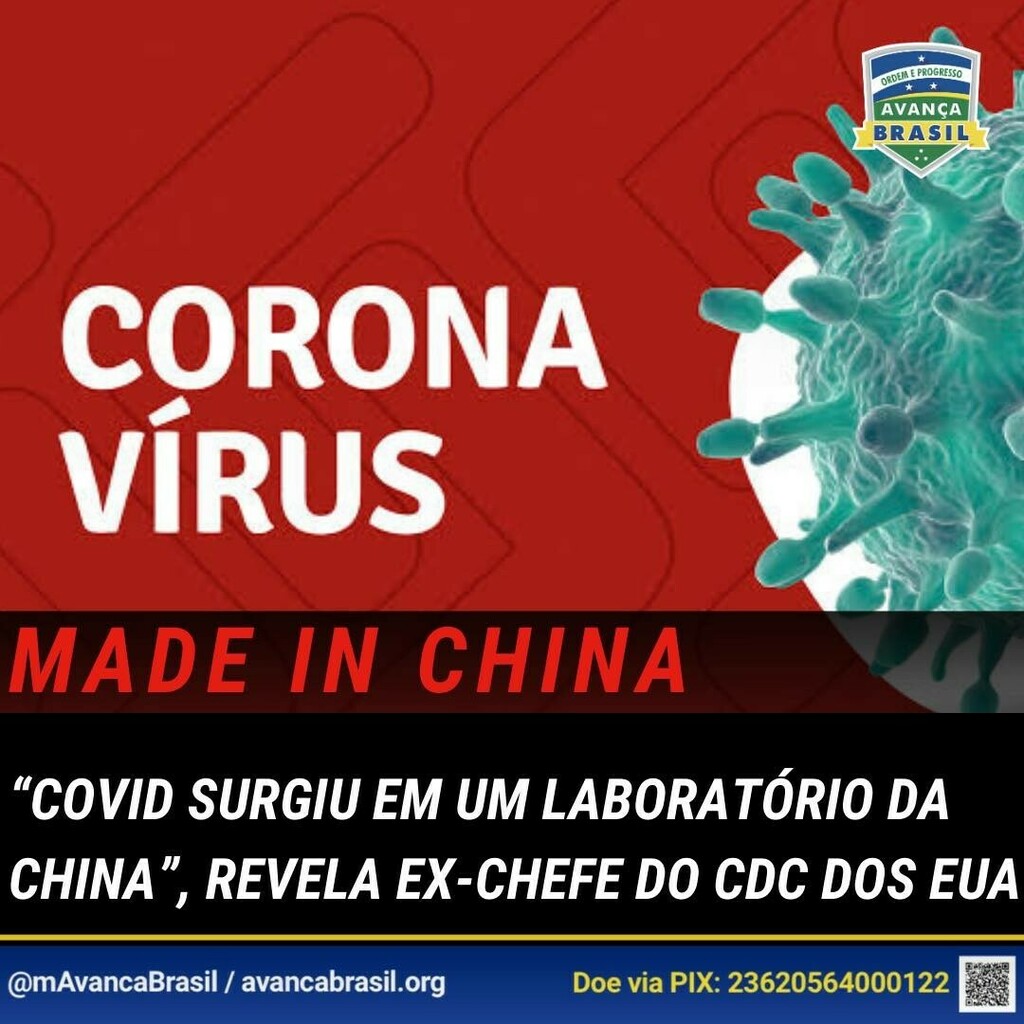 ORDEM E PROGRESSO
AVANÇA
BRASIL
CORONA
VÍRUS
MADE IN CHINA
“COVID SURGIU EM UM LABORATÓRIO DA
CHINA”, REVELA EX-CHEFE DO CDC DOS EUA
@mAvancaBrasil / avancabrasil.org
Doe via PIX: 23620564000122